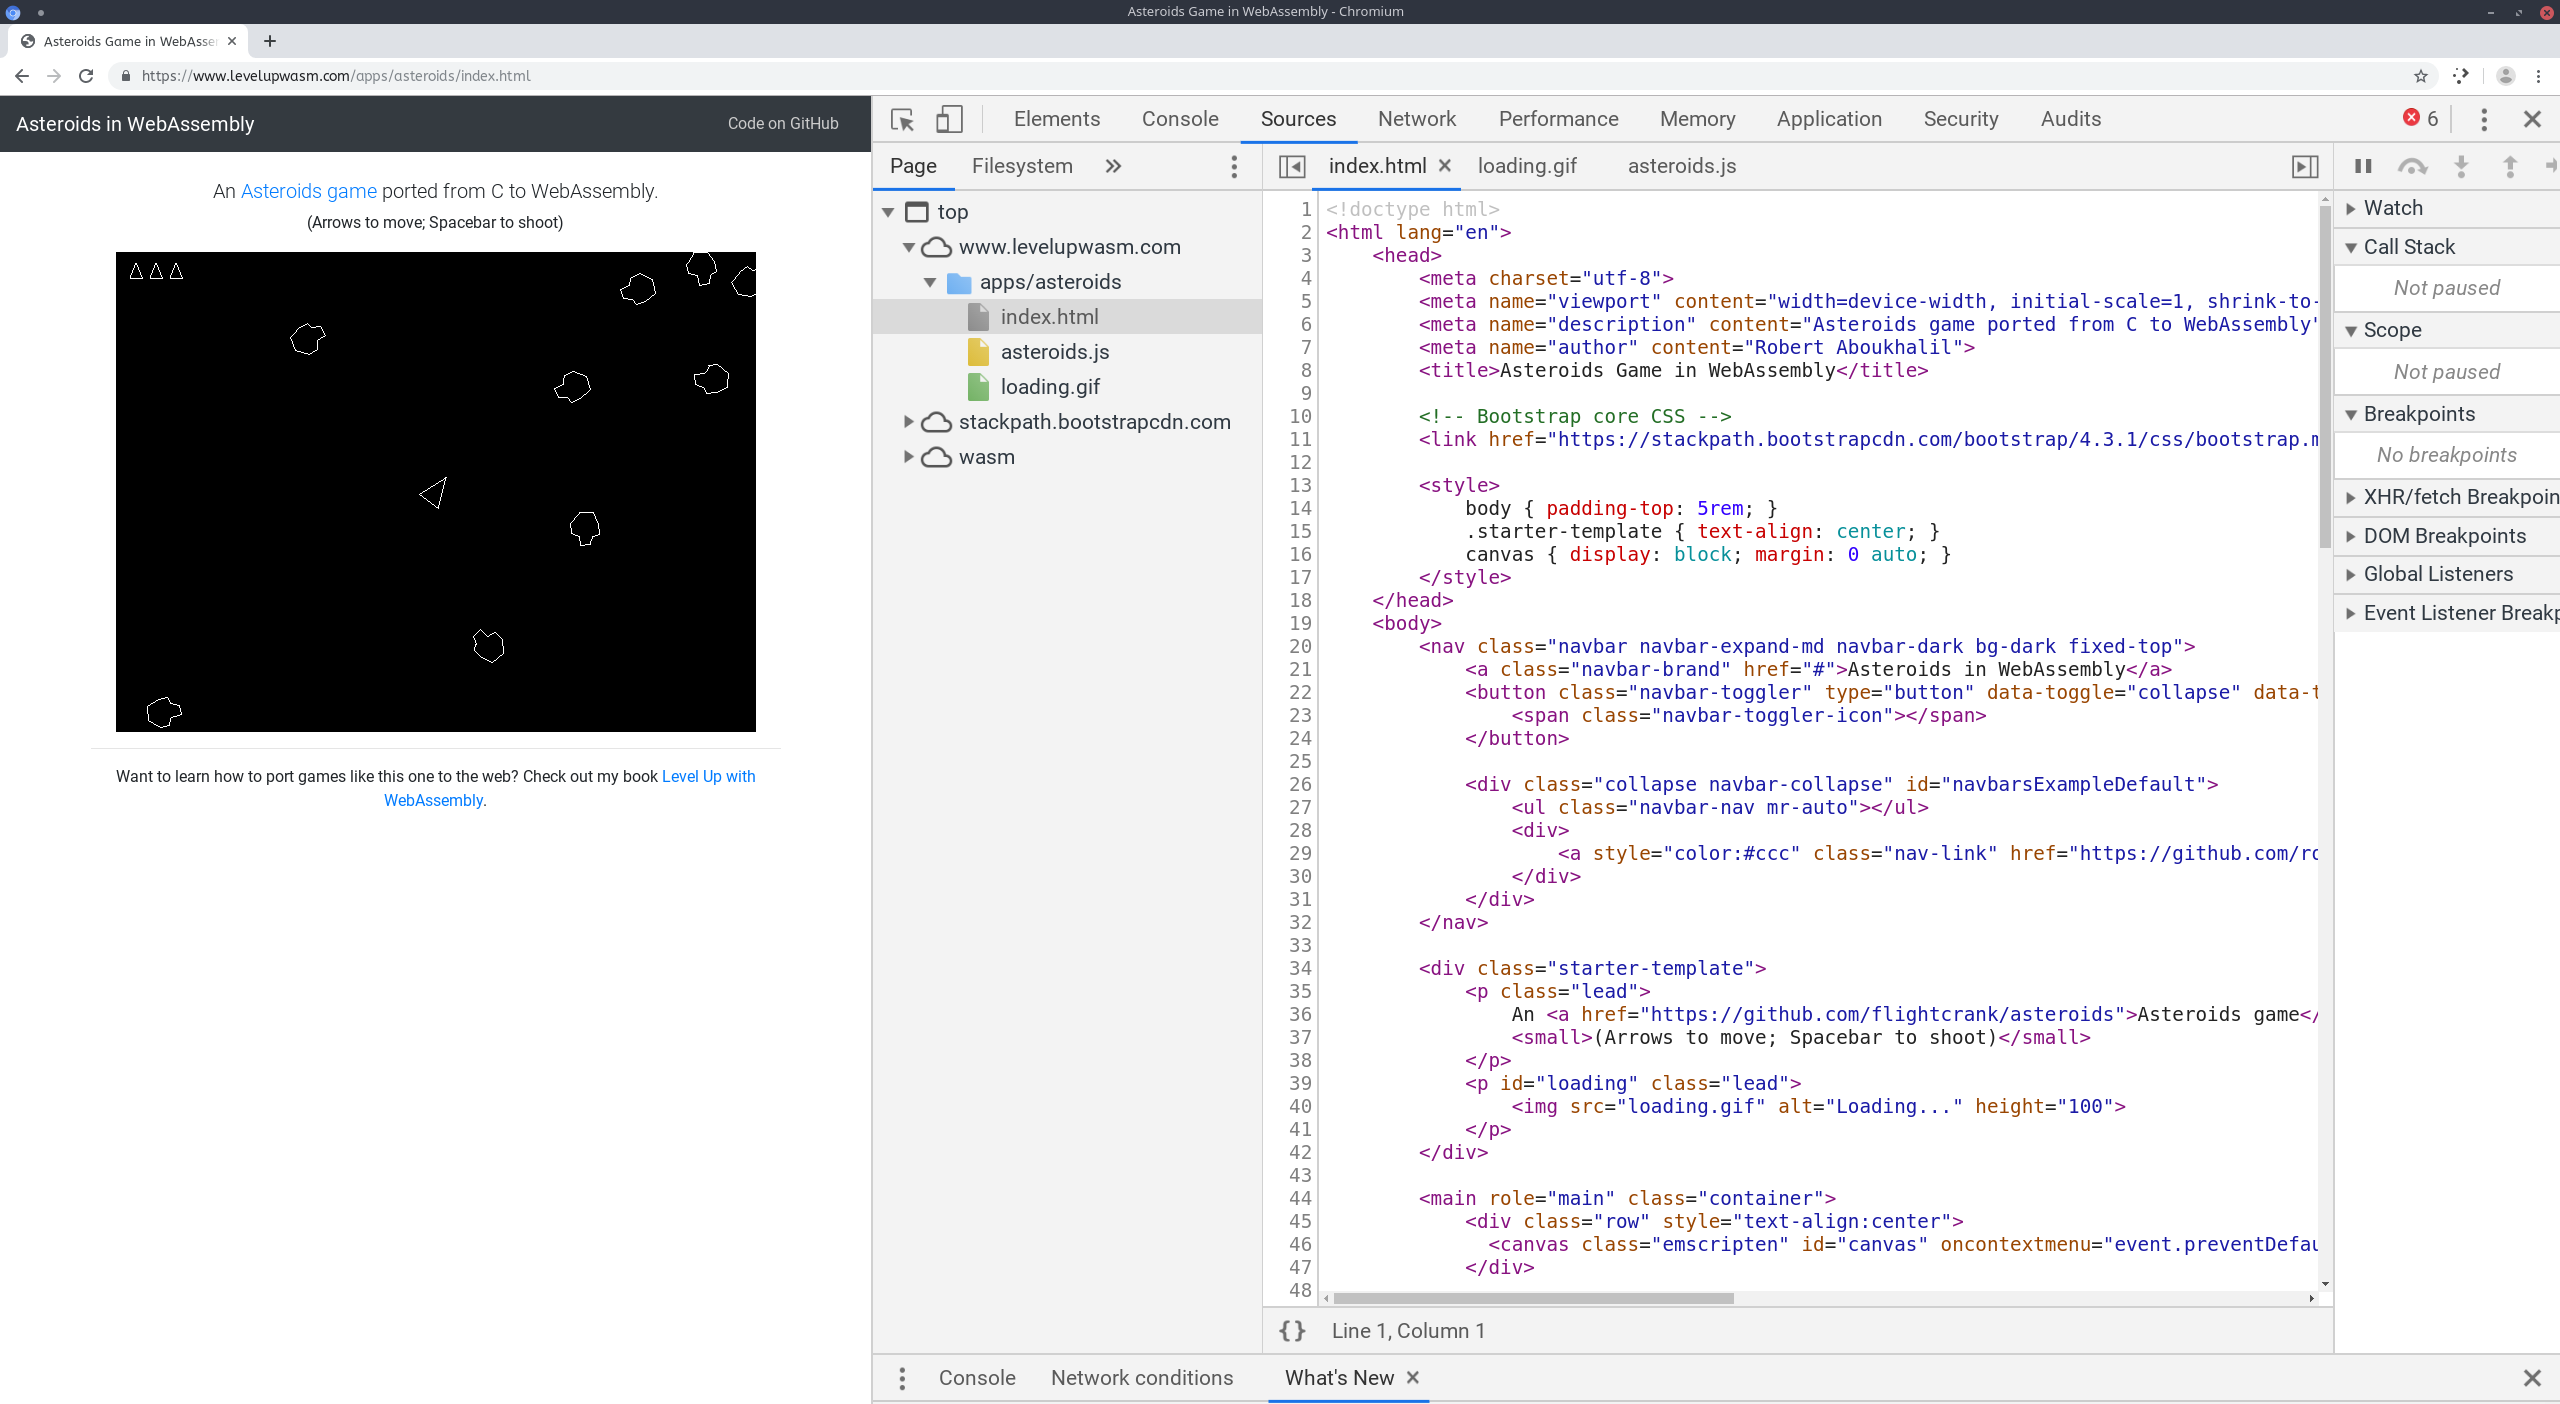 Asteroids Game in WebAssembly - Chromium
Asteroids Game in WebAsse
https://www.levelupwasm.com/apps/asteroids/index.html
Asteroids in WebAssembly
Code on GitHub
An Asteroids game ported from C to WebAssembly.
(Arrows to move; Spacebar to shoot)
Want to learn how to port games like this one to the web? Check out my book Level Up with
WebAssembly.
Elements Console Sources Network Performance Memory Application Security Audits 6
Page Filesystem »
top
www.levelupwasm.com
apps/asteroids
index.html
asteroids.js
loading.gif
stackpath.bootstrapcdn.com
wasm
index.html loading.gif asteroids.js
1 <!doctype html>
2 <html lang="en">
3 <head>
4 <meta charset="utf-8">
5 <meta name="viewport" content="width=device-width, initial-scale=1, shrink-to-
6 <meta name="description" content="Asteroids game ported from C to WebAssembly"
7 <meta name="author" content="Robert Aboukhalil">
8 <title>Asteroids Game in WebAssembly</title>
9
10 <!-- Bootstrap core CSS -->
11 <link href="https://stackpath.bootstrapcdn.com/bootstrap/4.3.1/css/bootstrap.m
12
13 <style>
14 body { padding-top: 5rem; }
15 .starter-template { text-align: center; }
16 canvas { display: block; margin: 0 auto; }
17 </style>
18 </head>
19 <body>
20 <nav class="navbar navbar-expand-md navbar-dark bg-dark fixed-top">
21 <a class="navbar-brand" href="#">Asteroids in WebAssembly</a>
22 <button class="navbar-toggler" type="button" data-toggle="collapse" data-t
23 <span class="navbar-toggler-icon"></span>
24 </button>
25
26 <div class="collapse navbar-collapse" id="navbarsExampleDefault">
27 <ul class="navbar-nav mr-auto"></ul>
28 <div>
29 <a style="color:#ccc" class="nav-link" href="https://github.com/ro
30 </div>
31 </div>
32 </nav>
33
34 <div class="starter-template">
35 <p class="lead">
36 An <a href="https://github.com/flightcrank/asteroids">Asteroids game</
37 <small>(Arrows to move; Spacebar to shoot)</small>
38 </p>
39 <p id="loading" class="lead">
40 <img src="loading.gif" alt="Loading..." height="100">
41 </p>
42 </div>
43
44 <main role="main" class="container">
45 <div class="row" style="text-align:center">
46 <canvas class="emscripten" id="canvas" oncontextmenu="event.preventDefau
47 </div>
48
{} Line 1, Column 1
Watch
Call Stack
Not paused
Scope
Not paused
Breakpoints
No breakpoints
XHR/fetch Breakpoin
DOM Breakpoints
Global Listeners
Event Listener Breakp
Console Network conditions What's New